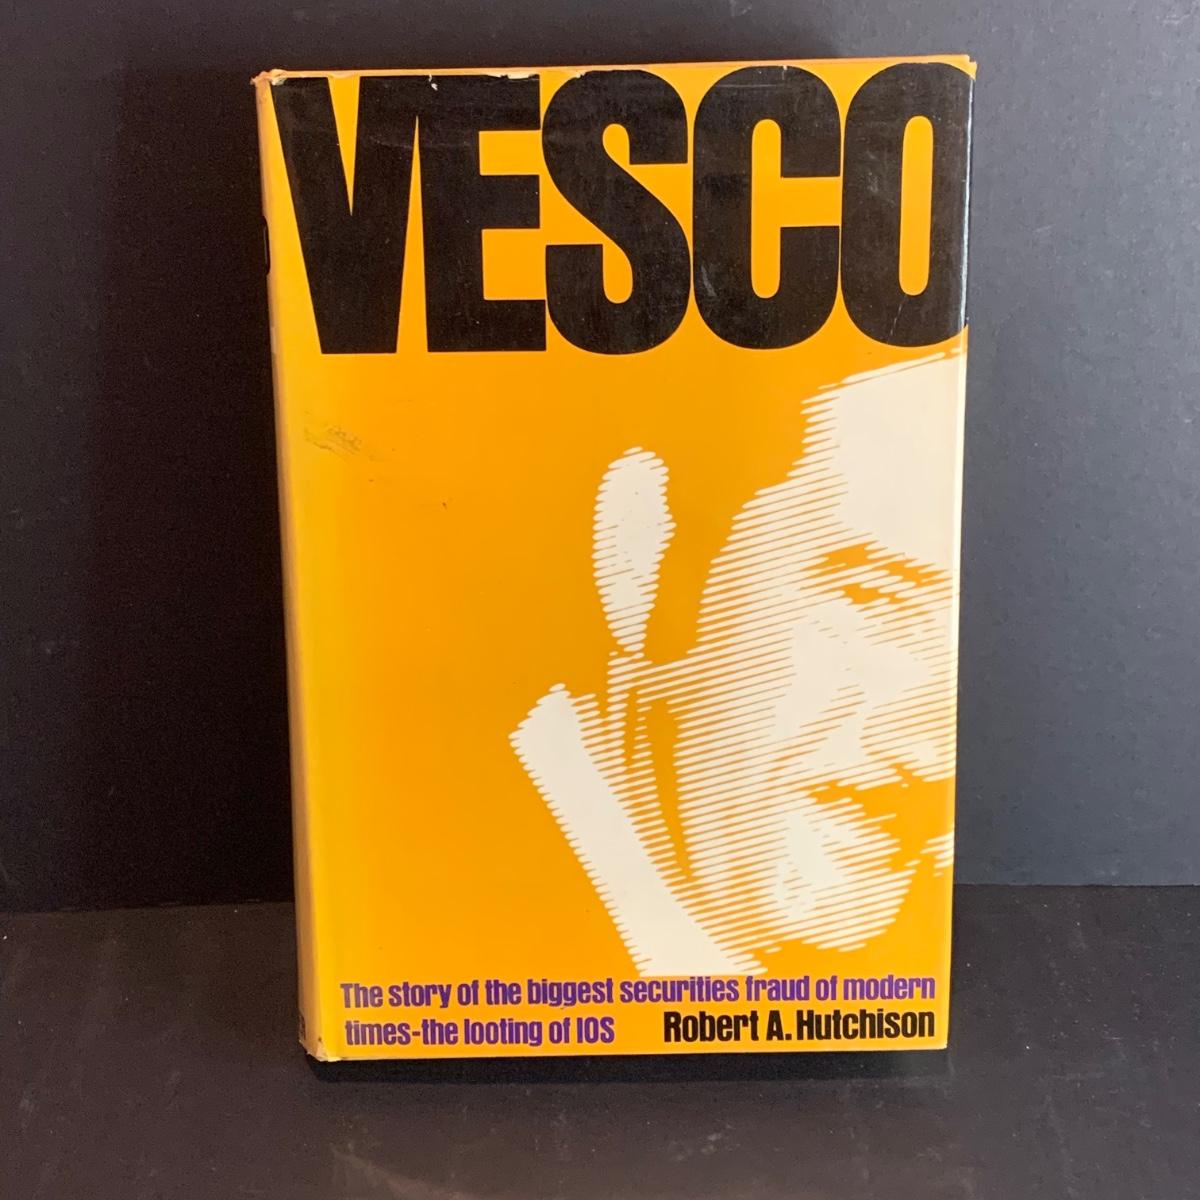 VESCO
The story of the biggest securities fraud of modern
times-the looting of IOS
Robert A. Hutchison